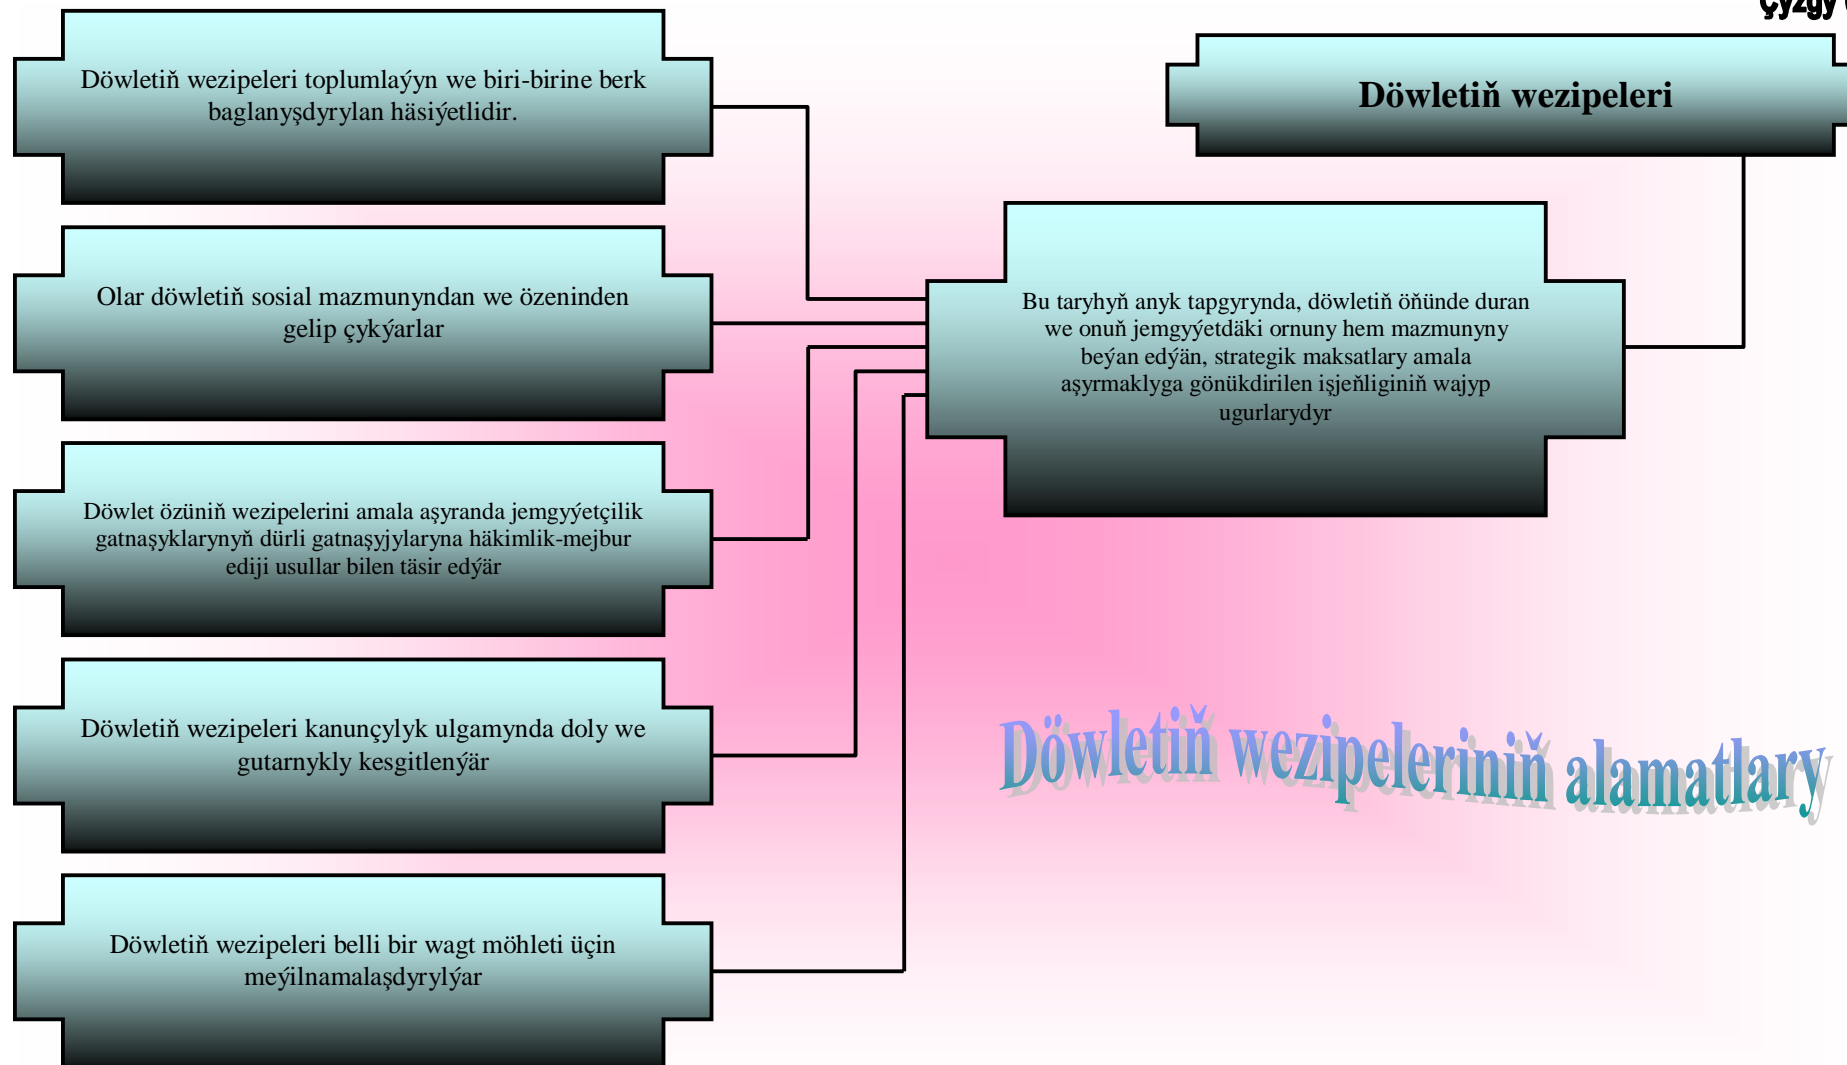 Çyzgy
Döwletiň wezipeleri
Döwletiň wezipeleri toplumlaýyn we biri-birine berk
baglanyşdyrylan häsiýetlidir.
Olar döwletiň sosial mazmunyndan we özeninden
gelip çykýarlar
Döwlet özüniň wezipelerini amala aşyranda jemgyýetçilik
gatnaşyklarynyň dürli gatnaşyjylaryna häkimlik-mejbur
ediji usullar bilen täsir edýär
Döwletiň wezipeleri kanunçylyk ulgamynda doly we
gutarnykly kesgitlenýär
Döwletiň wezipeleri belli bir wagt möhleti üçin
meýilnamalaşdyrylýar
Bu taryhyň anyk tapgyrynda, döwletiň öňünde duran
we onuň jemgyýetdäki ornuny hem mazmunyny
beýan edýän, strategik maksatlary amala
aşyrmaklyga gönükdirilen işjeňliginiň wajyp
ugurlarydyr
Döwletiň wezipeleriniň alamatlary